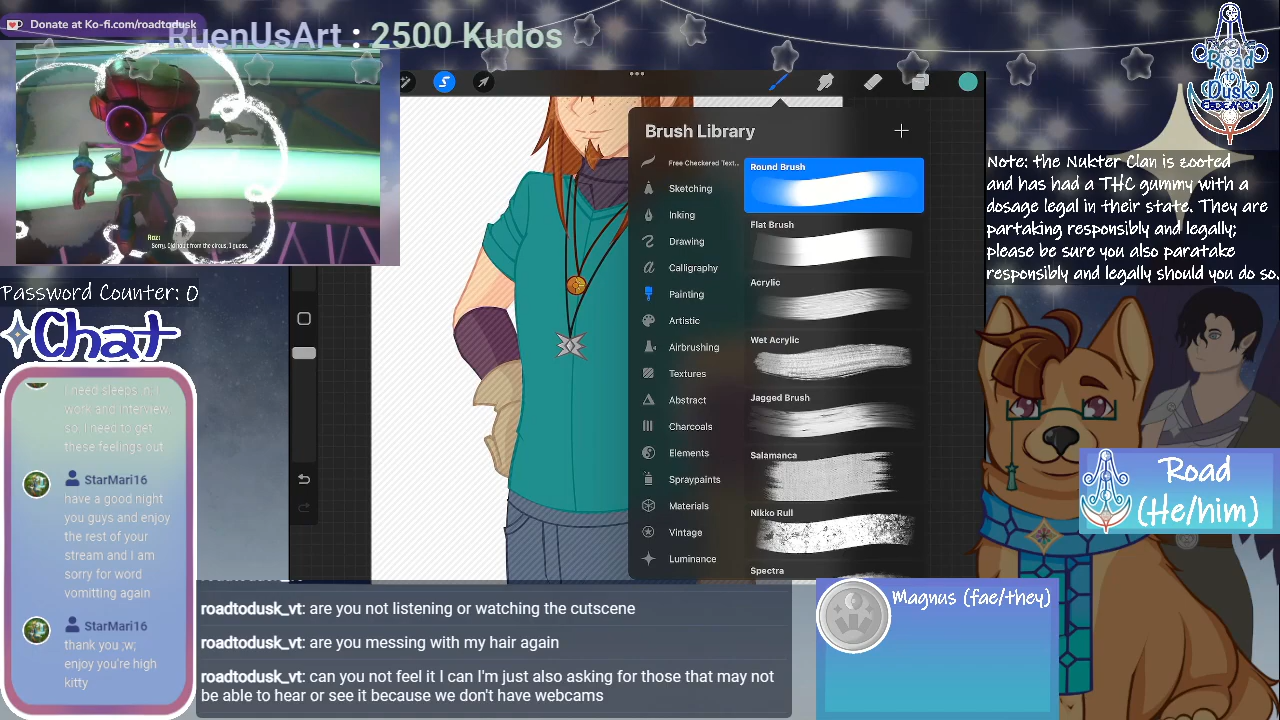 Donate at Ko-fi.com/roadtodusk
RuenUsArt : 2500 Kudos
Road
to
Dusk
Raz:
Sorry. Old habit from the circus, I guess.
Password Counter: 0
Chat
I need sleeps
work and interview
so. I need to get
these feelings out
StarMari16
have a good night
you guys and enjoy
the rest of your
stream and I am
sorry for word
vomitting again
StarMari16
thank you ;w;
enjoy you're high
kitty
S
Brush Library
+
Free Checkered Text..
Sketching
Inking
Drawing
Calligraphy
Painting
Artistic
Airbrushing
Textures
Abstract
Charcoals
Elements
Spraypaints
Materials
Vintage
Luminance
Round Brush
Flat Brush
Acrylic
Wet Acrylic
Jagged Brush
Salamanca
Nikko Rull
Spectra
Note: the Nukter Clan is zooted
and has had a THC gummy with a
dosage legal in their state. They are
partaking responsibly and legally;
please be sure you also paratake
responsibly and legally should you do so.
Road
(He/him)
Magnus (fae/they)
roadtodusk_vt: are you not listening or watching the cutscene
roadtodusk_vt: are you messing with my hair again
roadtodusk_vt: can you not feel it I can I'm just also asking for those that may not
be able to hear or see it because we don't have webcams